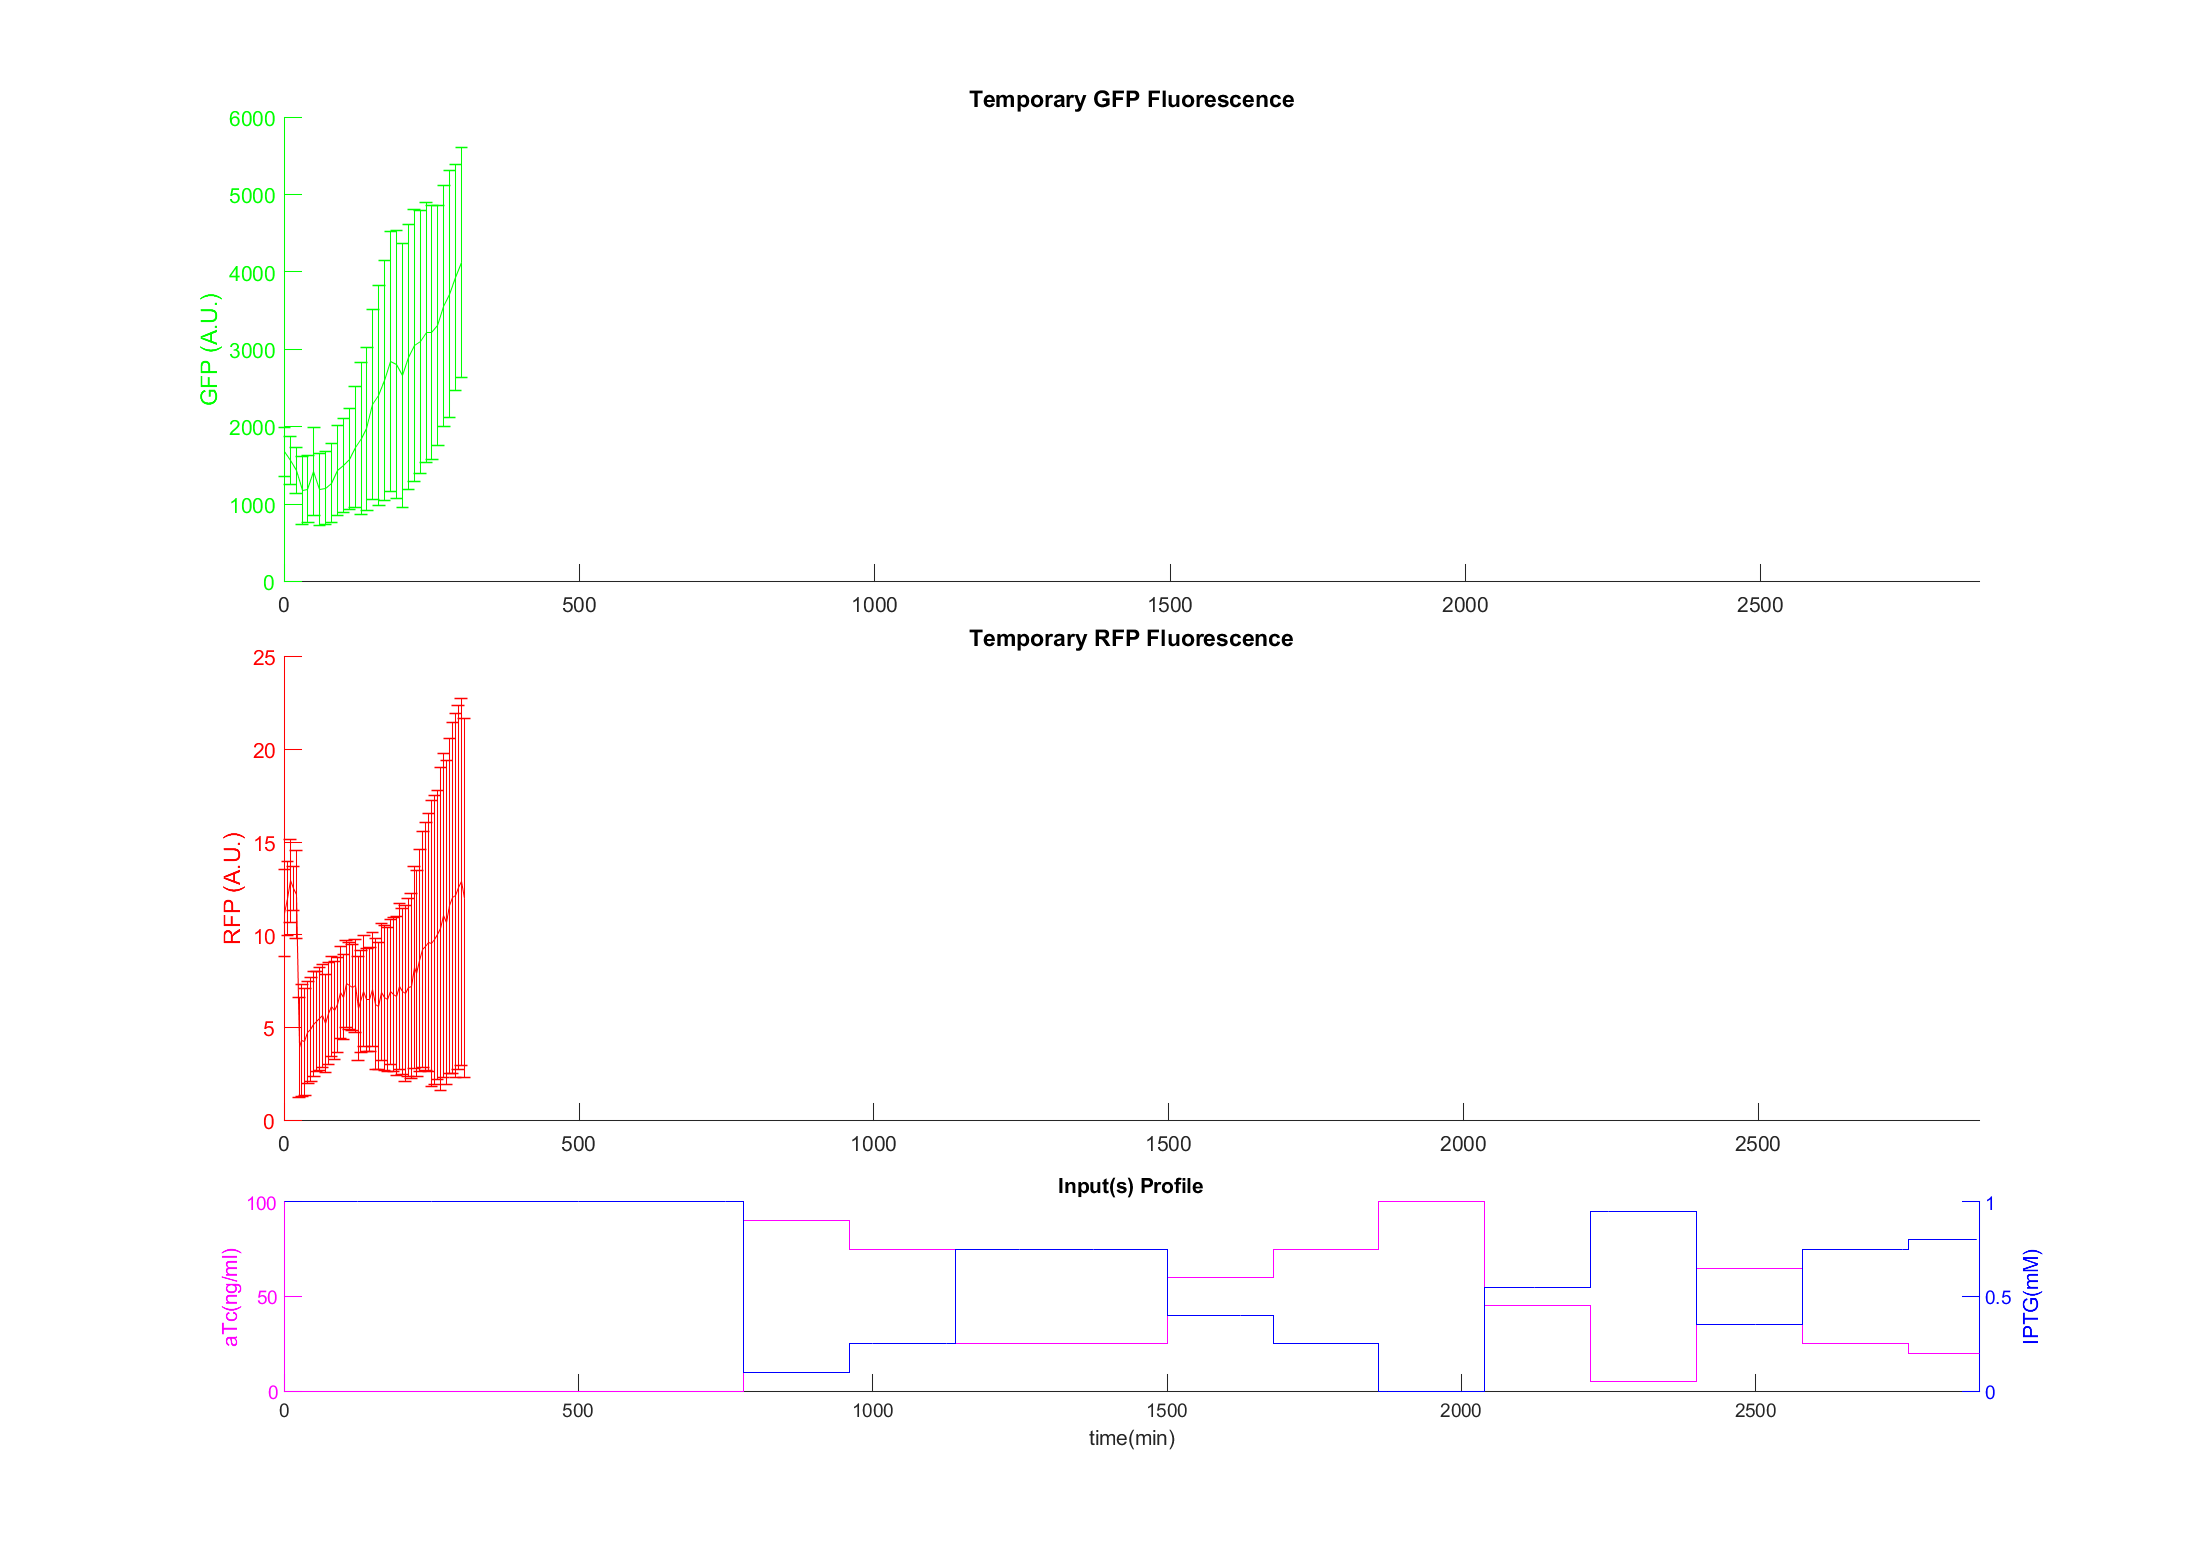 Temporary GFP Fluorescence
GFP (A.U.)
6000
5000
4000
3000
2000
1000
0
0 500 1000 1500 2000 2500
Temporary RFP Fluorescence
RFP (A.U.)
25
20
15
10
5
0
0 500 1000 1500 2000 2500
Input(s) Profile
aTc(ng/ml)
100
50
0
1
0.5
0
IPTG(mM)
0 500 1000 1500 2000 2500
time(min)